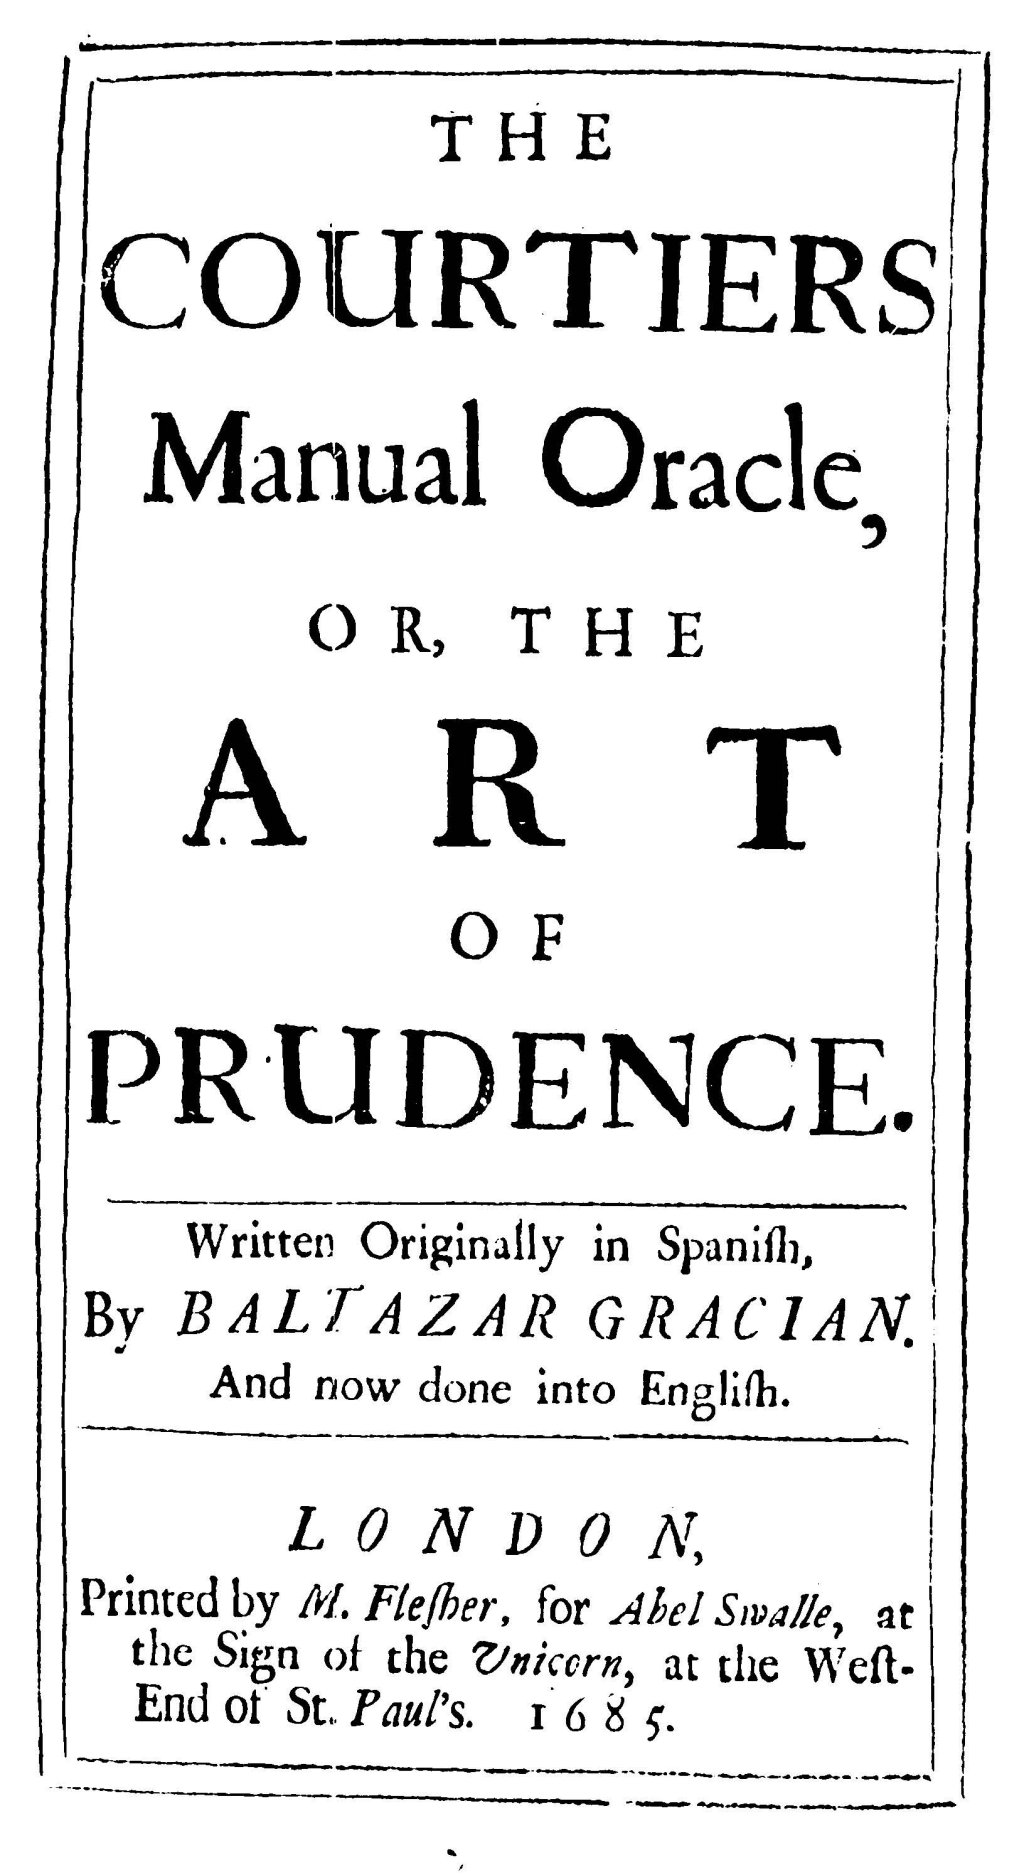 THE
COURTIERS
Manual Oracle,
OR, THE
ART
OF
PRUDENCE.
Written Originally in Spaniſh,
By BALTAZAR GRACIAN.
And now done into Engliſh.
LONDON,
Printed by M. Fleſher, for Abel Swalle, at
the Sign of the Unicorn, at the Weſt-
End of St. Paul's. 1685.